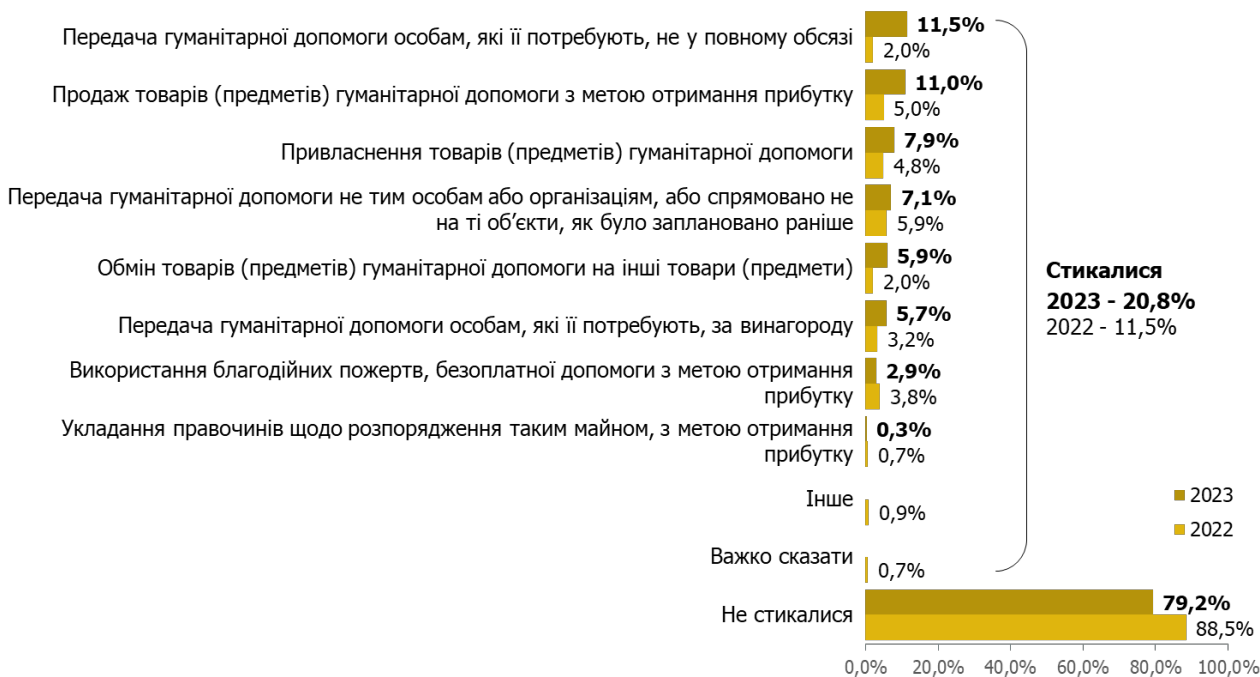 Передача гуманітарної допомоги особам, які її потребують, не у повному обсязі
11,5%
2,0%
Продаж товарів (предметів) гуманітарної допомоги з метою отримання прибутку
11,0%
5,0%
Привласнення товарів (предметів) гуманітарної допомоги
7,9%
4,8%
Передача гуманітарної допомоги не тим особам або організаціям, або спрямовано не
на ті об’єкти, як було заплановано раніше
7,1%
5,9%
Обмін товарів (предметів) гуманітарної допомоги на інші товари (предмети)
5,9%
2,0%
Передача гуманітарної допомоги особам, які її потребують, за винагороду
5,7%
3,2%
Використання благодійних пожертв, безоплатної допомоги з метою отримання
прибутку
2,9%
3,8%
Укладання правочинів щодо розпорядження таким майном, з метою отримання
прибутку
0,3%
0,7%
Інше
0,9%
Важко сказати
0,7%
Не стикалися
79,2%
88,5%
Стикалися
2023 - 20,8%
2022 - 11,5%
2023
2022
0,0% 20,0% 40,0% 60,0% 80,0% 100,0%